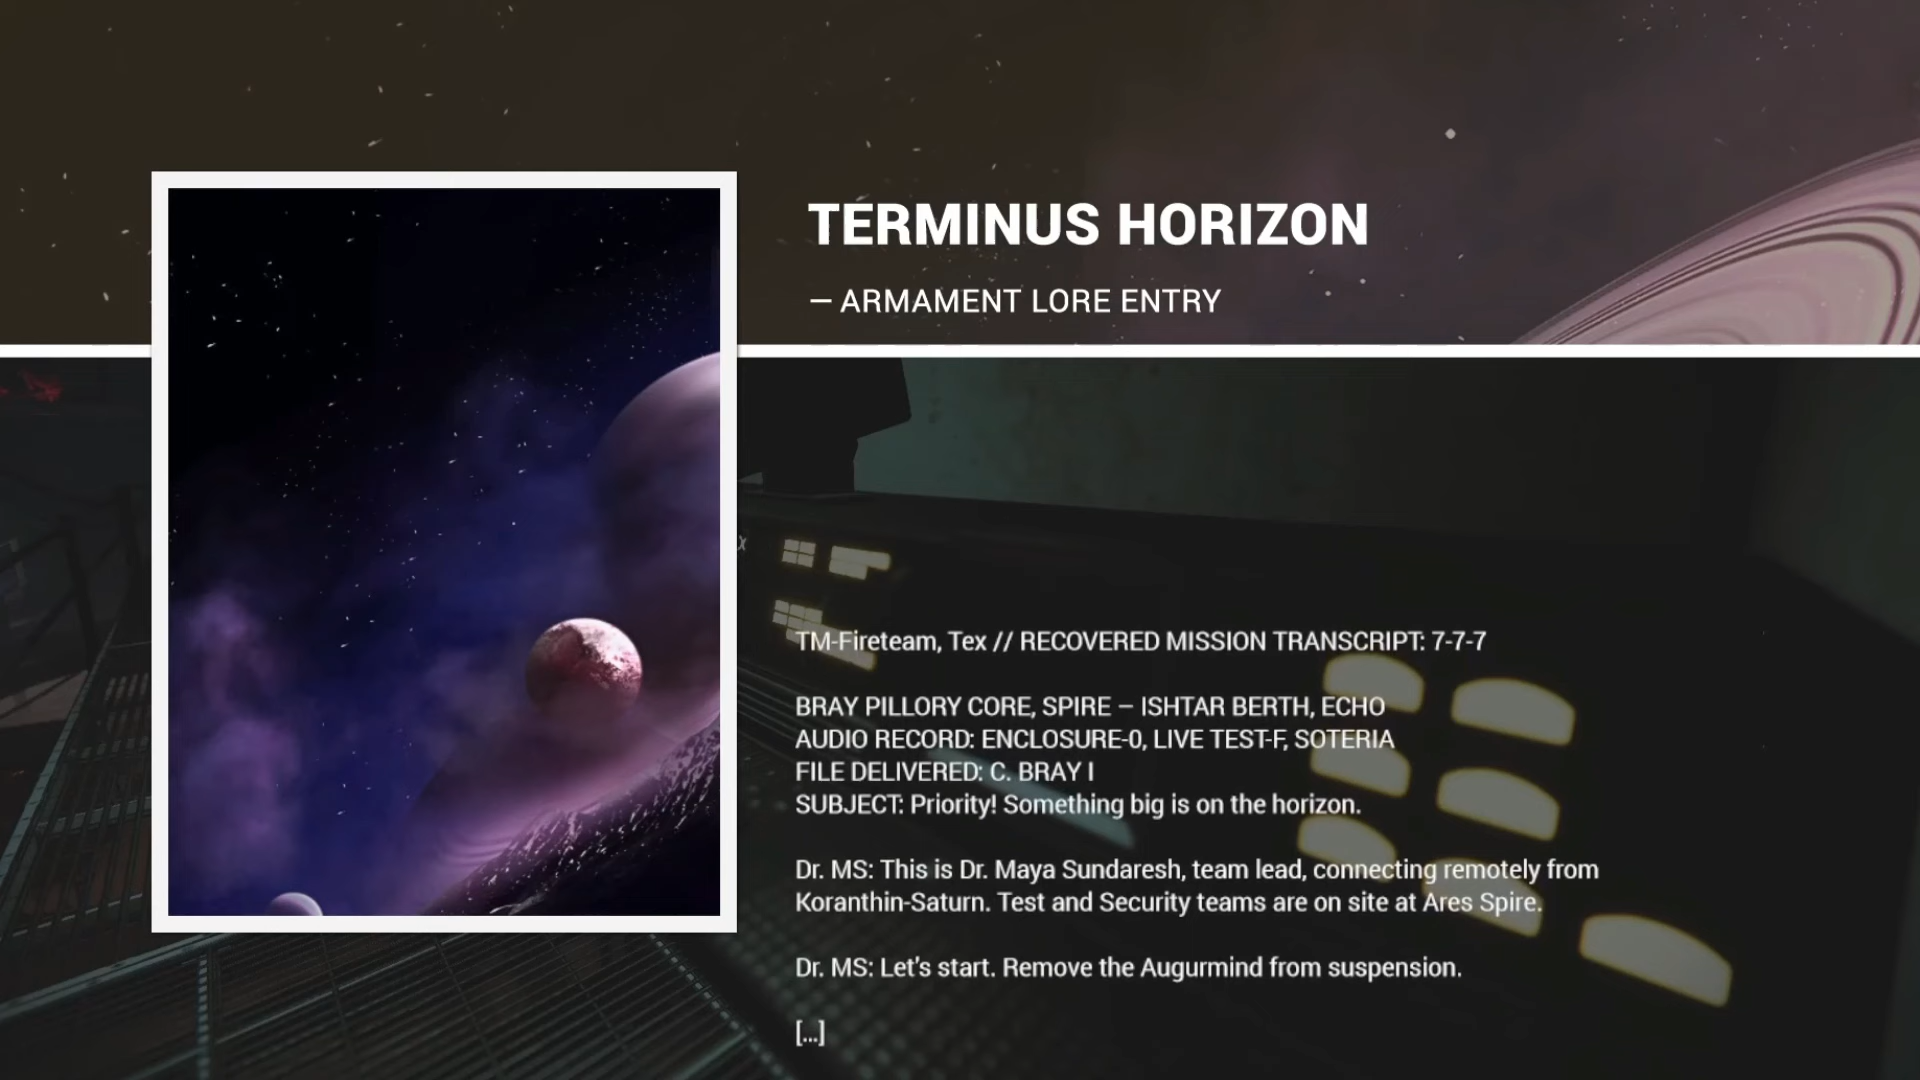 TERMINUS HORIZON
– ARMAMENT LORE ENTRY
TM-Fireteam, Tex // RECOVERED MISSION TRANSCRIPT: 7-7-7
BRAY PILLORY CORE, SPIRE – ISHTAR BERTH, ECHO
AUDIO RECORD: ENCLOSURE-0, LIVE TEST-F, SOTERIA
FILE DELIVERED: C. BRAY I
SUBJECT: Priority! Something big is on the horizon.
Dr. MS: This is Dr. Maya Sundaresh, team lead, connecting remotely from
Koranthin-Saturn. Test and Security teams are on site at Ares Spire.
Dr. MS: Let's start. Remove the Augurmind from suspension.
[...]